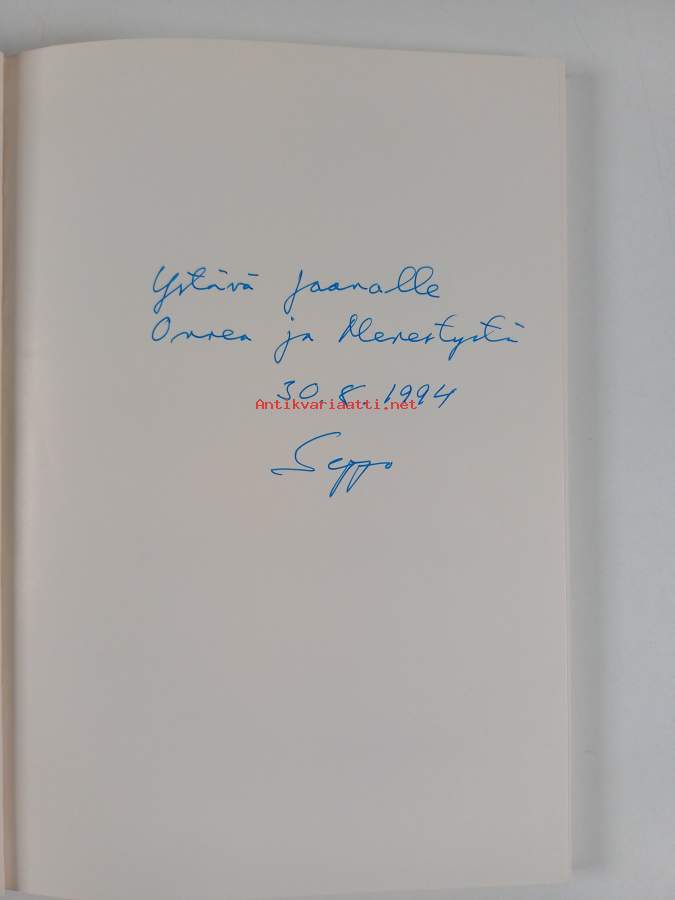 Ystävä Jaanalle
Onnea ja Menestystä
30.8.1994
Antikvariaatti.net
Seppo